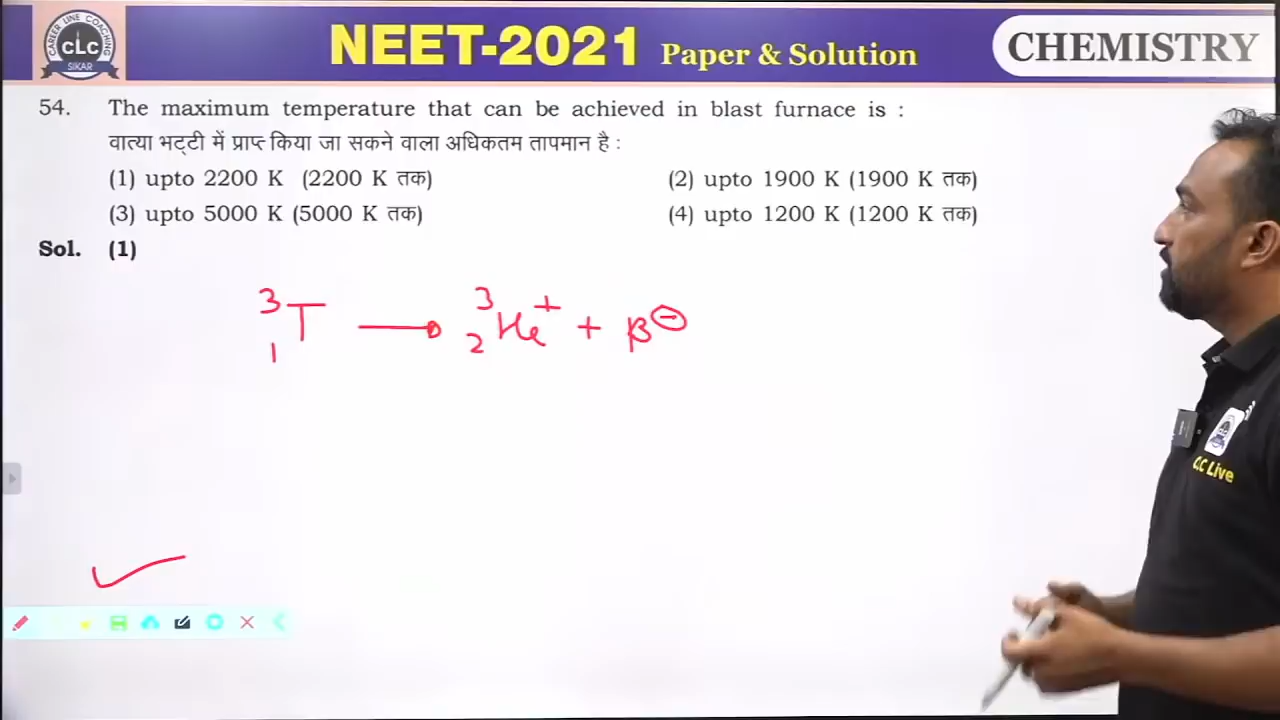 CAREER LINE COACHING
CLC
SIKAR
NEET-2021 Paper & Solution
CHEMISTRY
54. The maximum temperature that can be achieved in blast furnace is :
वात्या भट्टी में प्राप्त किया जा सकने वाला अधिकतम तापमान है :
(1) upto 2200 K (2200 K तक) (2) upto 1900 K (1900 K तक)
(3) upto 5000 K (5000 K तक) (4) upto 1200 K (1200 K तक)
Sol. (1)
³₁T → ³₂He⁺ + β⊖
CLC Live